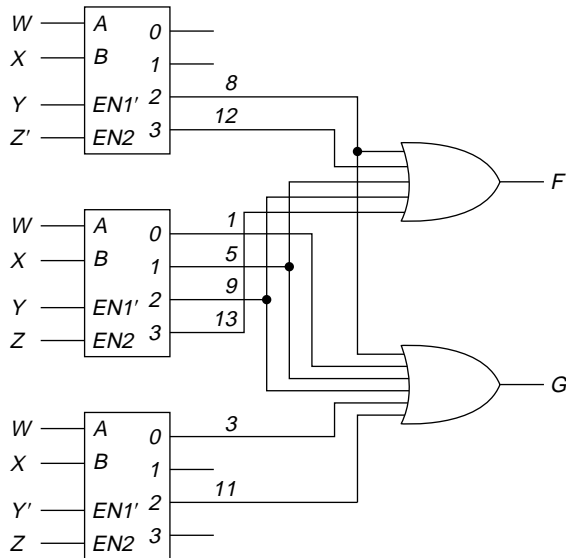 W A 0
X B 1
Y EN1' 2 8
Z' EN2 3 12
F
W A 0 1
X B 1 5
Y EN1' 2 9
Z EN2 3 13
G
W A 0 3
X B 1
Y' EN1' 2 11
Z EN2 3